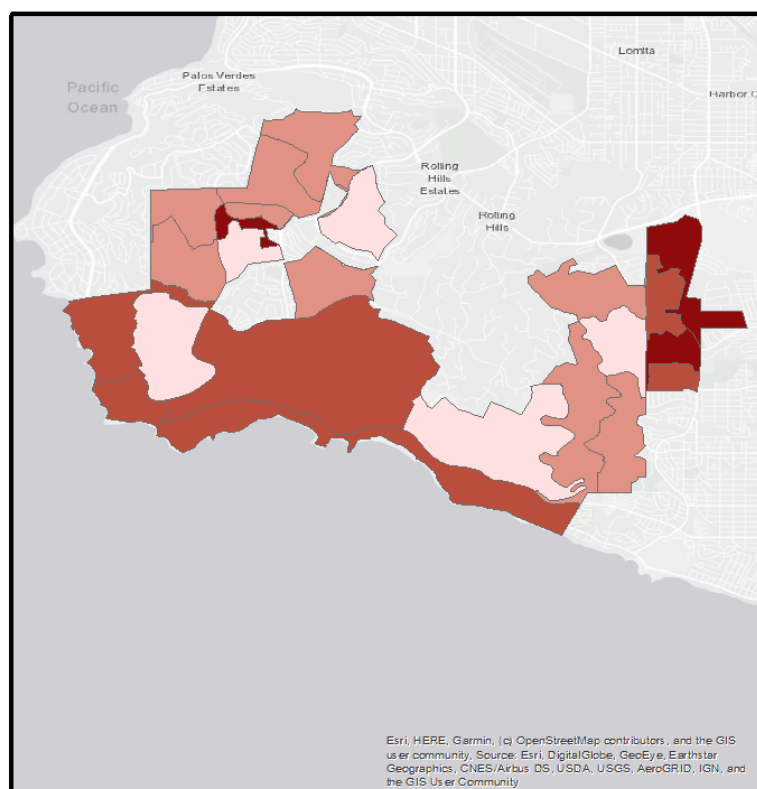 Lomita
Palos Verdes
Estates
Pacific
Ocean
Rolling
Hills
Estates
Rolling
Hills
Esri, HERE, Garmin, (c) OpenStreetMap contributors, and the GIS
user community, Source: Esri, DigitalGlobe, GeoEye, Earthstar
Geographics, CNES/Airbus DS, USDA, USGS, AeroGRID, IGN, and
the GIS User Community